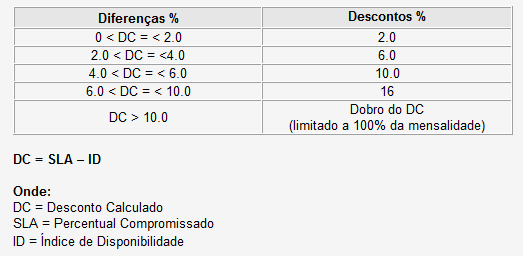 Diferenças % Descontos %
0 < DC = < 2.0 2.0
2.0 < DC = <4.0 6.0
4.0 < DC = < 6.0 10.0
6.0 < DC = < 10.0 16
DC > 10.0 Dobro do DC
(limitado a 100% da mensalidade)
DC = SLA – ID
Onde:
DC = Desconto Calculado
SLA = Percentual Compromissado
ID = Índice de Disponibilidade